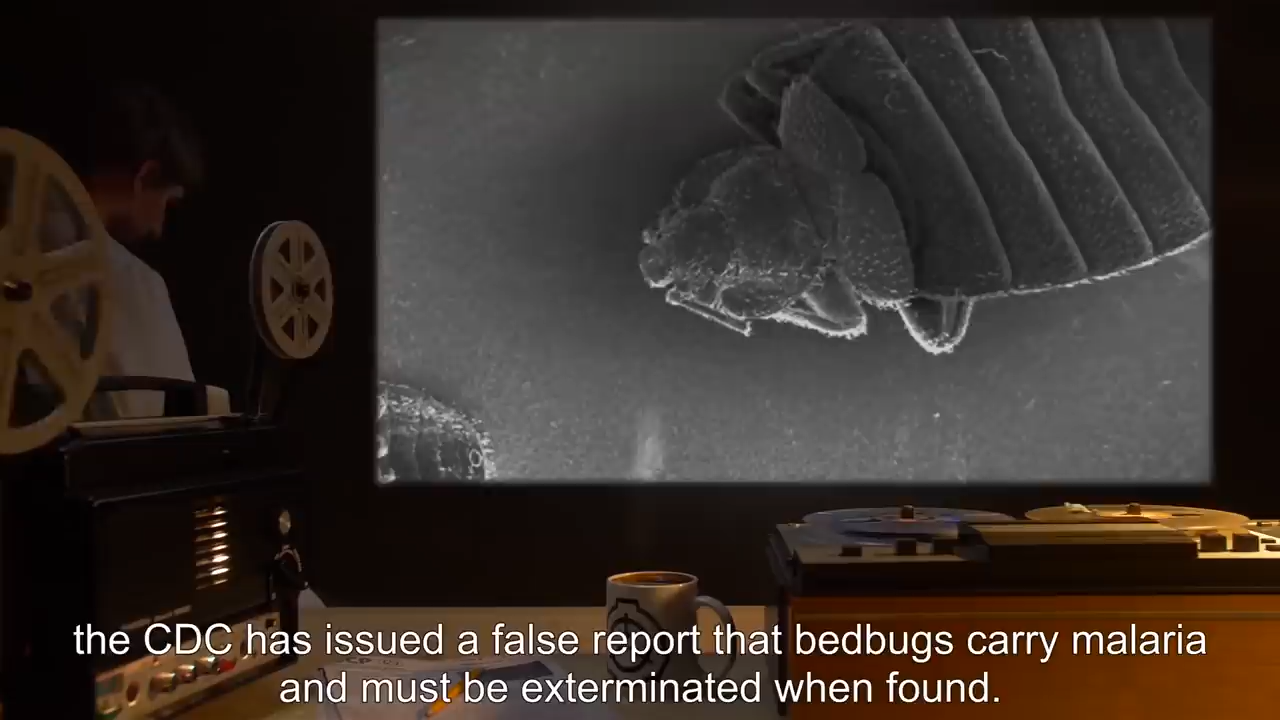 the CDC has issued a false report that bedbugs carry malaria
and must be exterminated when found.